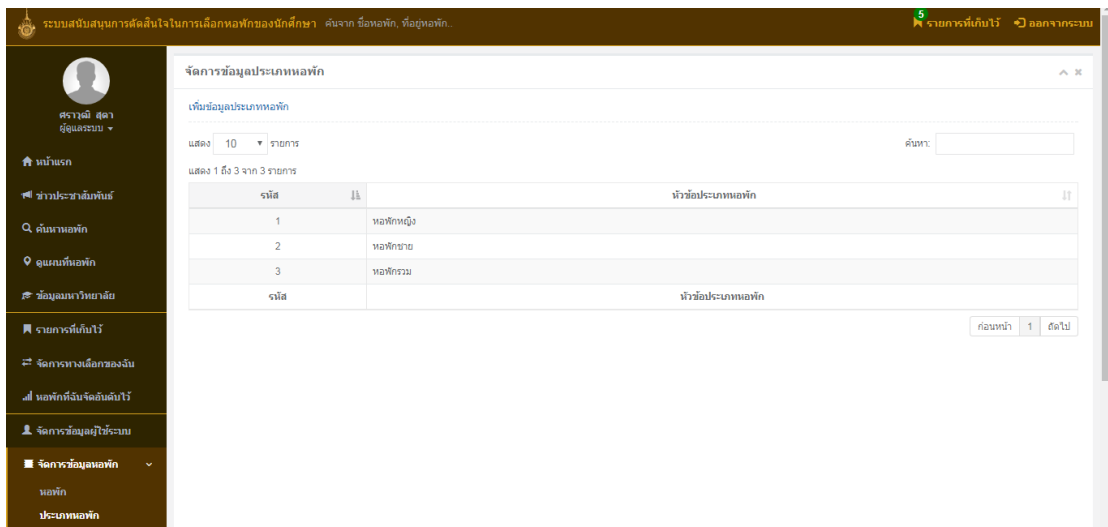 ระบบสนับสนุนการตัดสินใจในการเลือกหอพักของนักศึกษา ค้นจาก ชื่อหอพัก, ที่อยู่หอพัก..
5
รายการที่เก็บไว้ ออกจากระบบ
ศราวุฒิ สุดา
ผู้ดูแลระบบ
หน้าแรก
ข่าวประชาสัมพันธ์
ค้นหาหอพัก
ดูแผนที่หอพัก
ข้อมูลมหาวิทยาลัย
รายการที่เก็บไว้
จัดการทางเลือกของฉัน
หอพักที่ฉันจัดอันดับไว้
จัดการข้อมูลผู้ใช้ระบบ
จัดการข้อมูลหอพัก
หอพัก
ประเภทหอพัก
จัดการข้อมูลประเภทหอพัก
เพิ่มข้อมูลประเภทหอพัก
แสดง 10 รายการ ค้นหา:
แสดง 1 ถึง 3 จาก 3 รายการ
รหัส หัวข้อประเภทหอพัก
1 หอพักหญิง
2 หอพักชาย
3 หอพักรวม
รหัส หัวข้อประเภทหอพัก
ก่อนหน้า 1 ถัดไป